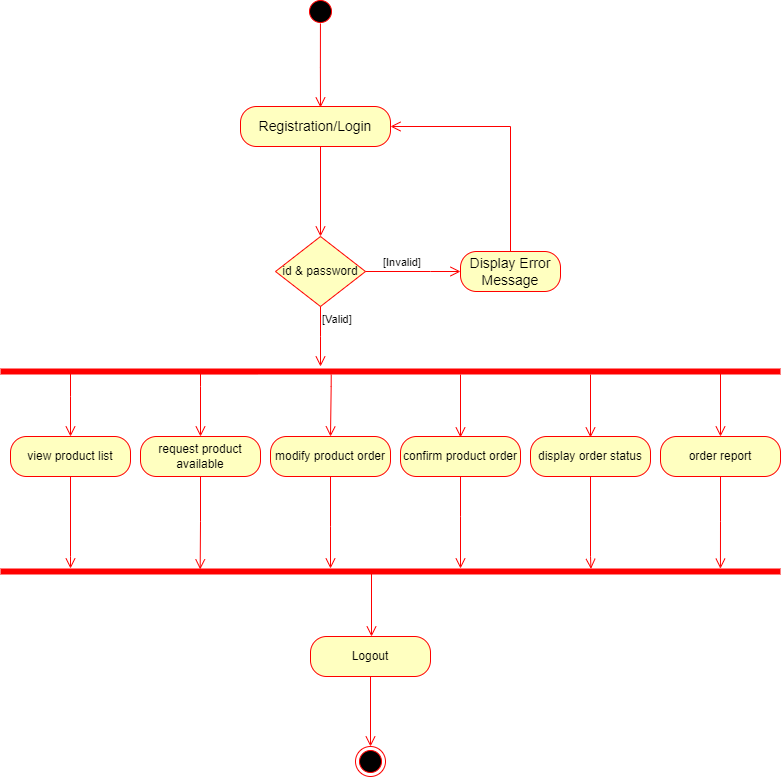 Registration/Login
id & password
[Invalid]
Display Error
Message
[Valid]
view product list
request product
available
modify product order
confirm product order
display order status
order report
Logout